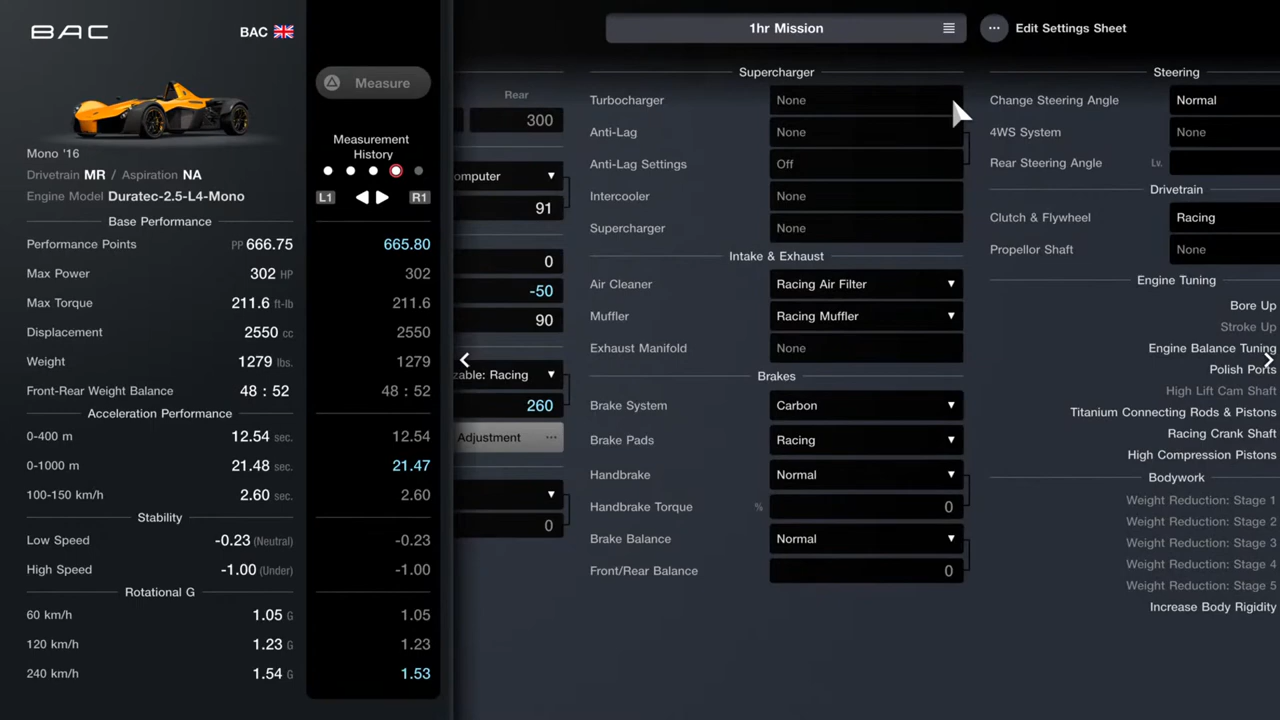 BAC
BAC
Mono '16
Drivetrain MR / Aspiration NA
Engine Model Duratec-2.5-L4-Mono
Base Performance
Performance Points PP 666.75
Max Power 302 HP
Max Torque 211.6 ft-lb
Displacement 2550 cc
Weight 1279 lbs.
Front-Rear Weight Balance 48 : 52
Acceleration Performance
0-400 m 12.54 sec.
0-1000 m 21.48 sec.
100-150 km/h 2.60 sec.
Stability
Low Speed -0.23 (Neutral)
High Speed -1.00 (Under)
Rotational G
60 km/h 1.05 G
120 km/h 1.23 G
240 km/h 1.54 G
Measure
Measurement
History
L1 R1
665.80
302
211.6
2550
1279
48 : 52
12.54
21.47
2.60
-0.23
-1.00
1.05
1.23
1.53
1hr Mission
Edit Settings Sheet
Rear
300
omputer
91
0
-50
90
zable: Racing
260
Adjustment
0
Supercharger
Turbocharger None
Anti-Lag None
Anti-Lag Settings Off
Intercooler None
Supercharger None
Intake & Exhaust
Air Cleaner Racing Air Filter
Muffler Racing Muffler
Exhaust Manifold None
Brakes
Brake System Carbon
Brake Pads Racing
Handbrake Normal
Handbrake Torque % 0
Brake Balance Normal
Front/Rear Balance 0
Steering
Change Steering Angle Normal
4WS System None
Rear Steering Angle Lv.
Drivetrain
Clutch & Flywheel Racing
Propellor Shaft None
Engine Tuning
Bore Up
Stroke Up
Engine Balance Tuning
Polish Ports
High Lift Cam Shaft
Titanium Connecting Rods & Pistons
Racing Crank Shaft
High Compression Pistons
Bodywork
Weight Reduction: Stage 1
Weight Reduction: Stage 2
Weight Reduction: Stage 3
Weight Reduction: Stage 4
Weight Reduction: Stage 5
Increase Body Rigidity